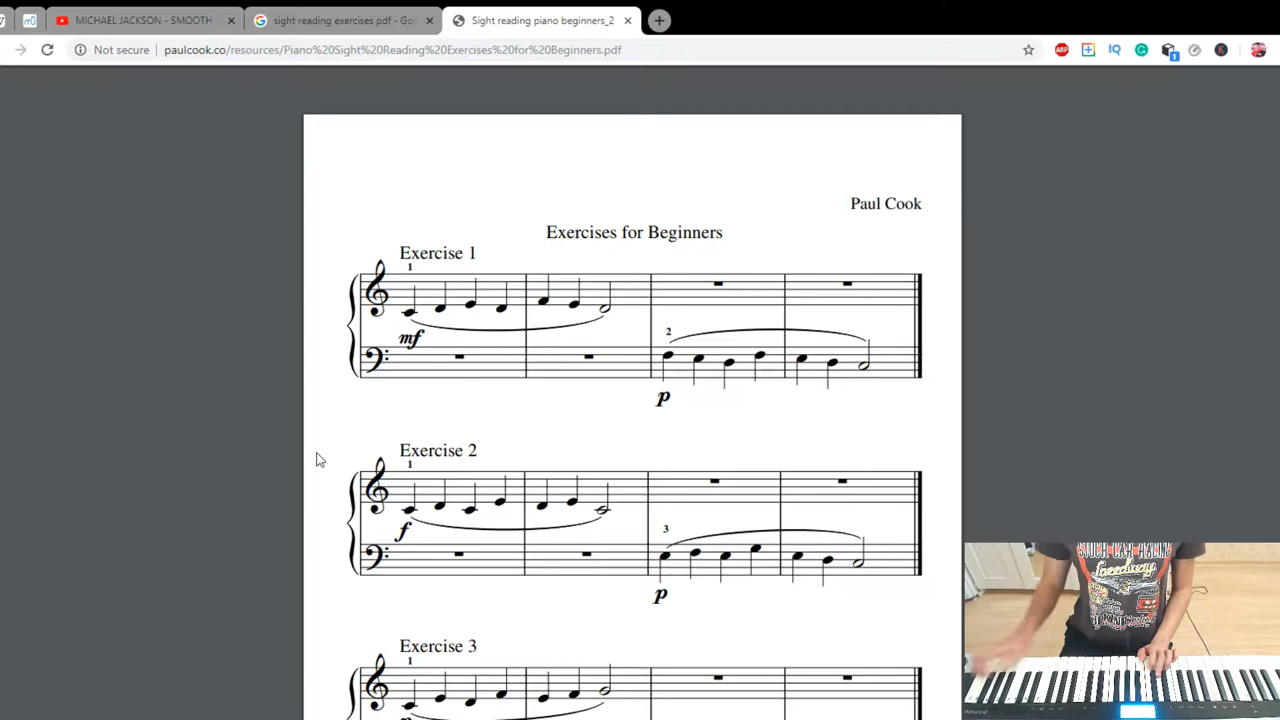 MICHAEL JACKSON - SMOOTH
sight reading exercises pdf - Go
Sight reading piano beginners_2
Not secure paulcook.co/resources/Piano%20Sight%20Reading%20Exercises%20for%20Beginners.pdf
Paul Cook
Exercises for Beginners
Exercise 1
1
mf
2
p
Exercise 2
1
f
3
p
Exercise 3
1
Speedway